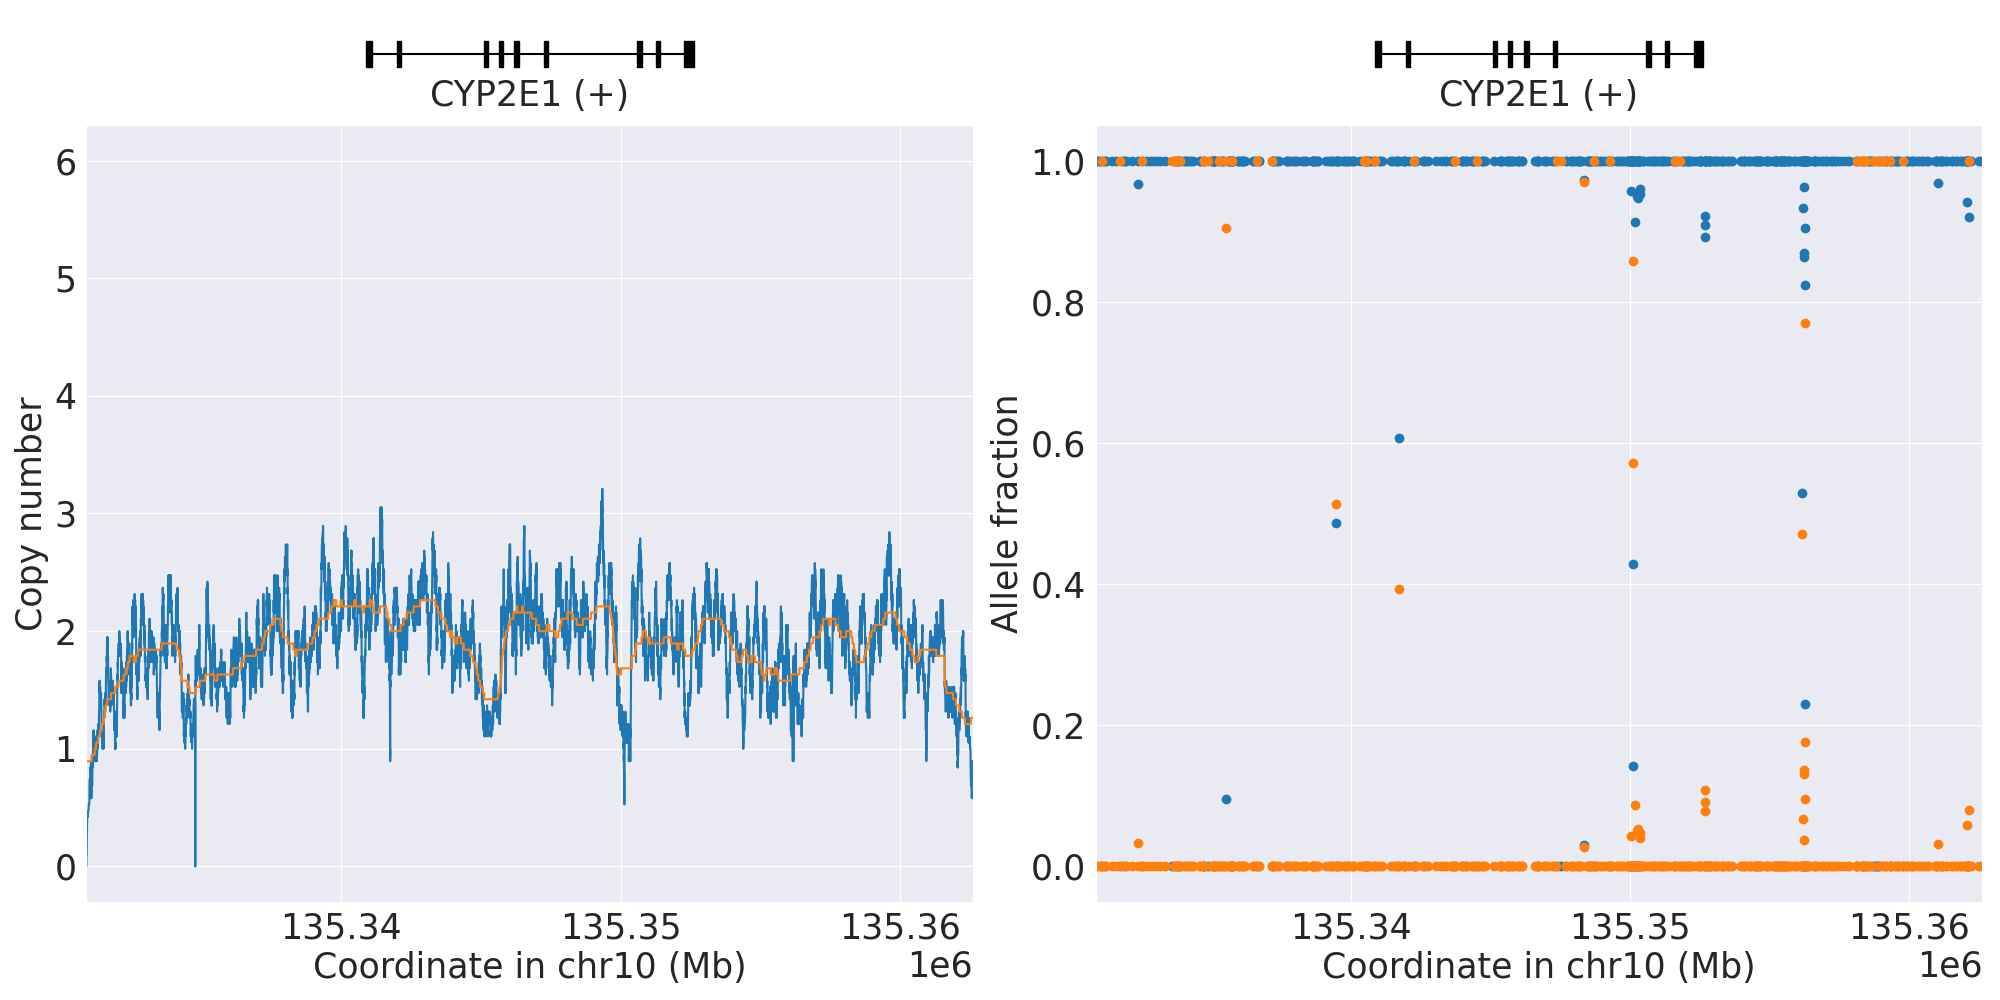 CYP2E1 (+)
6
5
4
3
2
1
0
Copy number
135.34 135.35 135.36
Coordinate in chr10 (Mb)
1e6
CYP2E1 (+)
1.0
0.8
0.6
0.4
0.2
0.0
Allele fraction
135.34 135.35 135.36
Coordinate in chr10 (Mb)
1e6